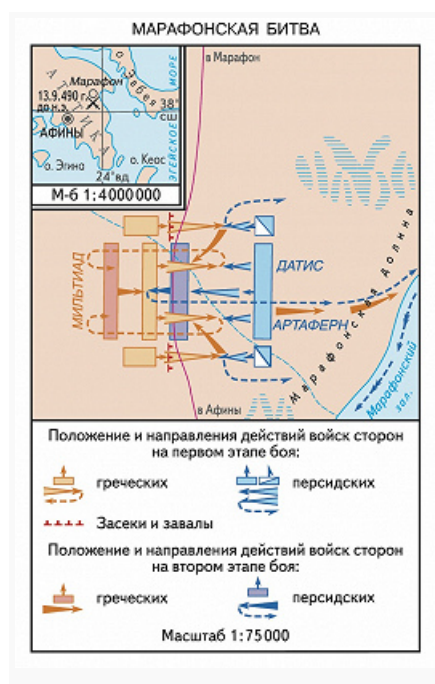 МАРАФОНСКАЯ БИТВА
в Марафон
о. Эвбея
МОРЕ
АТТИКА
Марафон
13.9.490 г.
до н.э.
38°
сш
АФИНЫ
ЭГЕЙСКОЕ
о. Эгина
о. Кеос
24°вд
М-б 1:4000000
МИЛЬТИАД
ДАТИС
АРТАФЕРН
Марафонская долина
Марафонский
зал.
в Афины
Положение и направления действий войск сторон
на первом этапе боя:
греческих
персидских
Засеки и завалы
Положение и направления действий войск сторон
на втором этапе боя:
греческих
персидских
Масштаб 1:75000